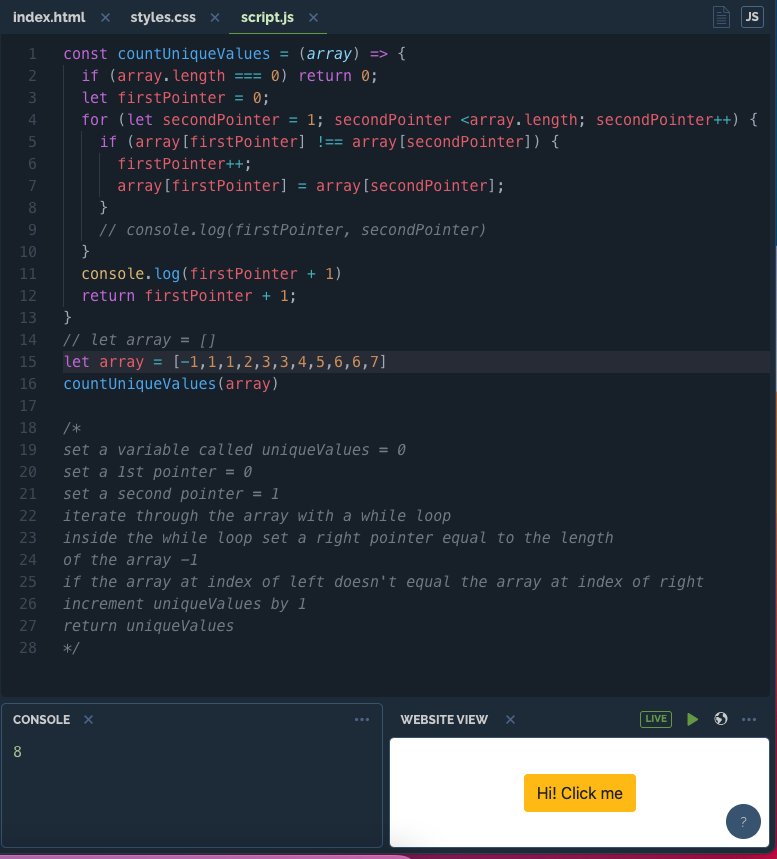 index.html × styles.css × script.js × JS
1 const countUniqueValues = (array) => {
2 if (array.length === 0) return 0;
3 let firstPointer = 0;
4 for (let secondPointer = 1; secondPointer <array.length; secondPointer++) {
5 if (array[firstPointer] !== array[secondPointer]) {
6 firstPointer++;
7 array[firstPointer] = array[secondPointer];
8 }
9 // console.log(firstPointer, secondPointer)
10 }
11 console.log(firstPointer + 1)
12 return firstPointer + 1;
13 }
14 // let array = []
15 let array = [-1,1,1,2,3,3,4,5,6,6,7]
16 countUniqueValues(array)
17
18 /*
19 set a variable called uniqueValues = 0
20 set a 1st pointer = 0
21 set a second pointer = 1
22 iterate through the array with a while loop
23 inside the while loop set a right pointer equal to the length
24 of the array -1
25 if the array at index of left doesn't equal the array at index of right
26 increment uniqueValues by 1
27 return uniqueValues
28 */
CONSOLE × ···
8
WEBSITE VIEW × LIVE ···
Hi! Click me
?